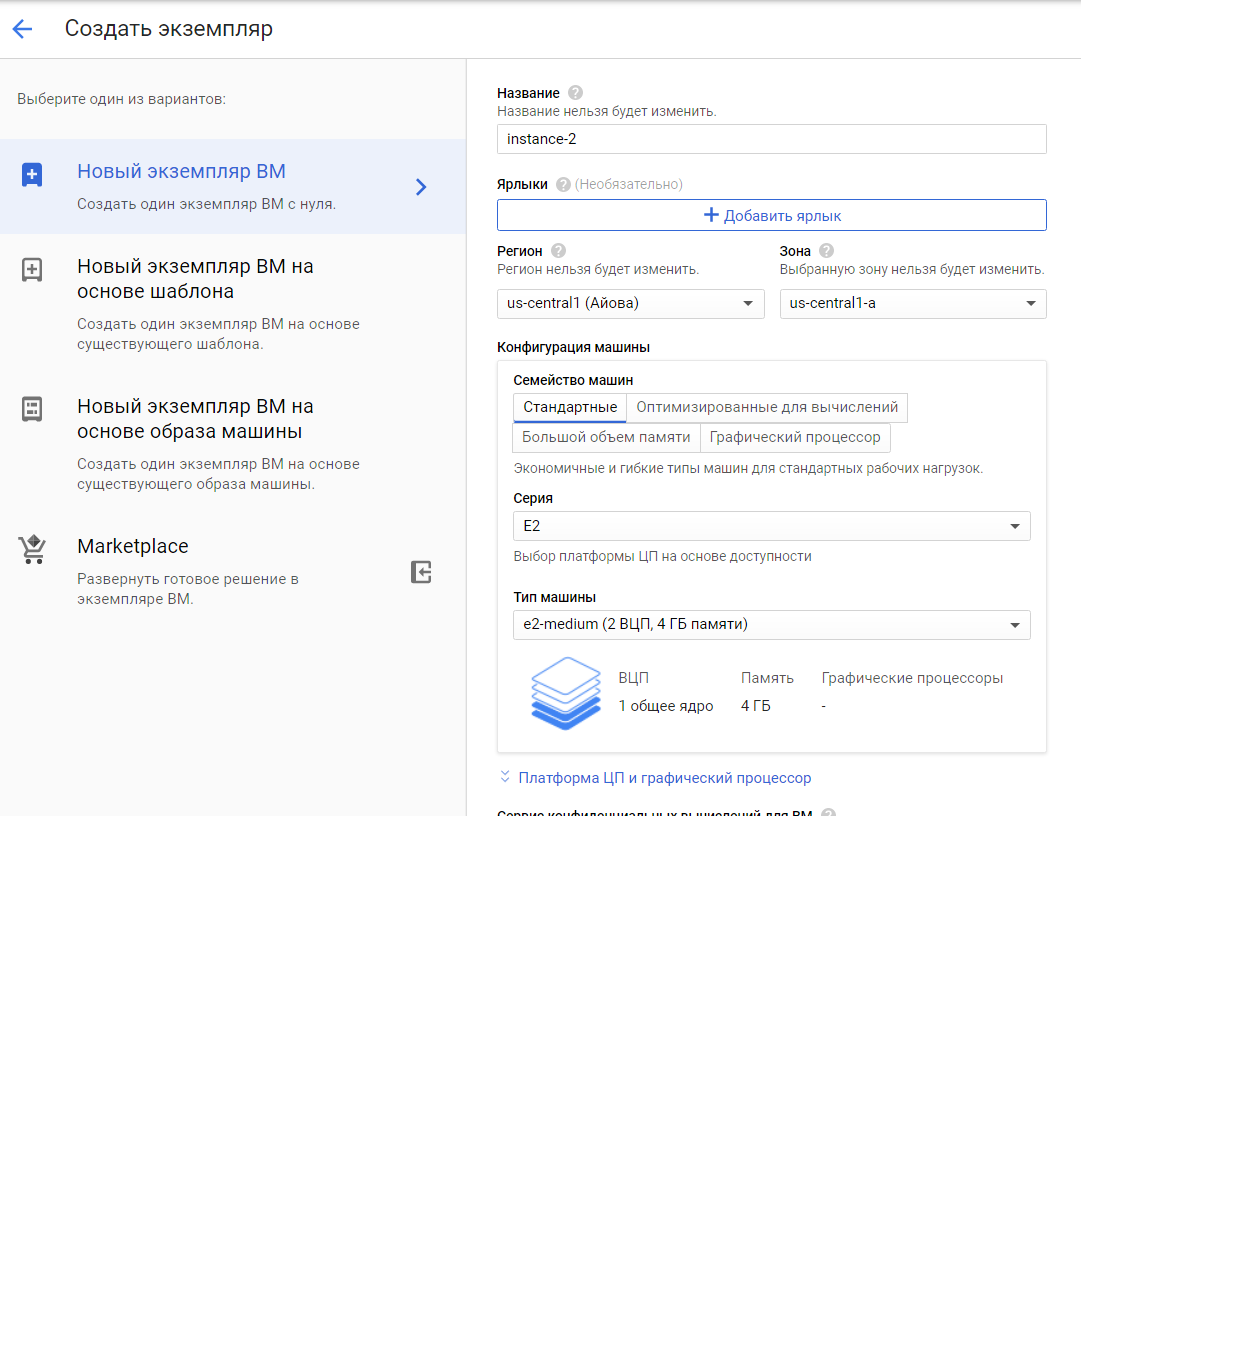 Создать экземпляр
Выберите один из вариантов:
Новый экземпляр ВМ
Создать один экземпляр ВМ с нуля.
Новый экземпляр ВМ на
основе шаблона
Создать один экземпляр ВМ на основе
существующего шаблона.
Новый экземпляр ВМ на
основе образа машины
Создать один экземпляр ВМ на основе
существующего образа машины.
Marketplace
Развернуть готовое решение в
экземпляре ВМ.
Название
Название нельзя будет изменить.
instance-2
Ярлыки (Необязательно)
Добавить ярлык
Регион
Регион нельзя будет изменить.
us-central1 (Айова)
Зона
Выбранную зону нельзя будет изменить.
us-central1-a
Конфигурация машины
Семейство машин
Стандартные Оптимизированные для вычислений
Большой объем памяти Графический процессор
Экономичные и гибкие типы машин для стандартных рабочих нагрузок.
Серия
E2
Выбор платформы ЦП на основе доступности
Тип машины
e2-medium (2 ВЦП, 4 ГБ памяти)
ВЦП Память Графические процессоры
1 общее ядро 4 ГБ -
Платформа ЦП и графический процессор
Сервис конфиденциальных вычислений для ВМ